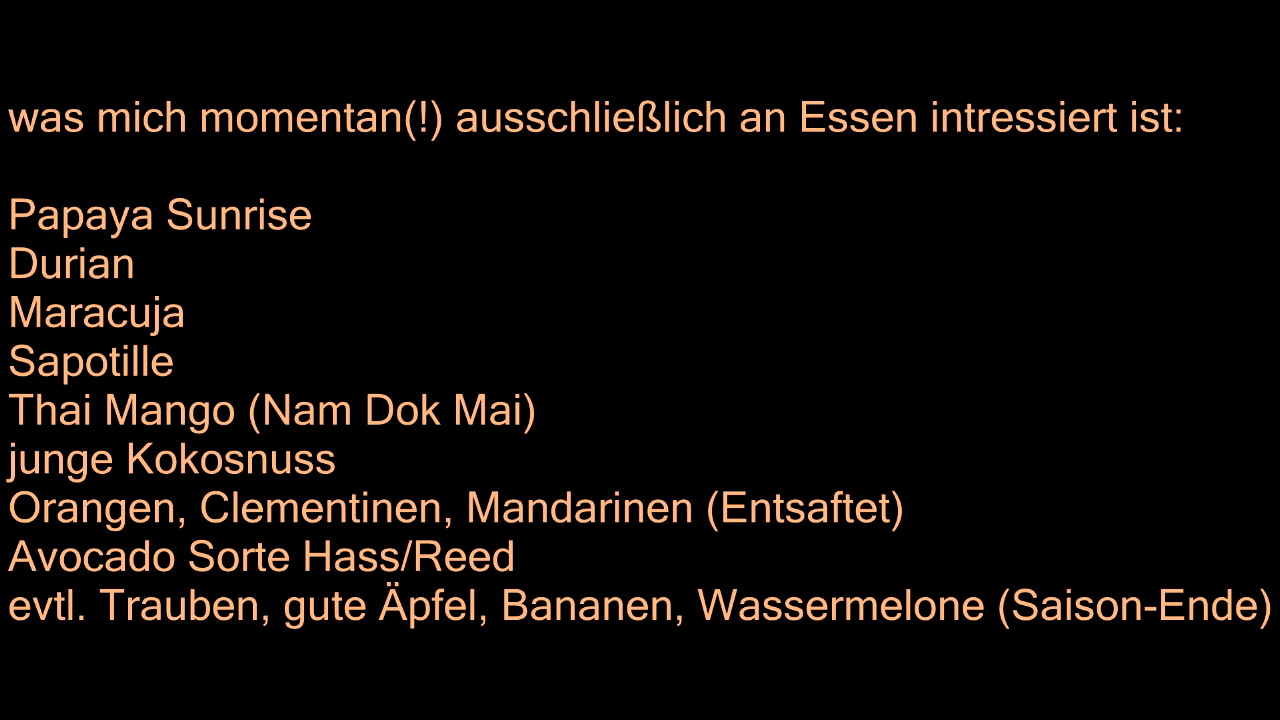 was mich momentan(!) ausschließlich an Essen intressiert ist:
Papaya Sunrise
Durian
Maracuja
Sapotille
Thai Mango (Nam Dok Mai)
junge Kokosnuss
Orangen, Clementinen, Mandarinen (Entsaftet)
Avocado Sorte Hass/Reed
evtl. Trauben, gute Äpfel, Bananen, Wassermelone (Saison-Ende)